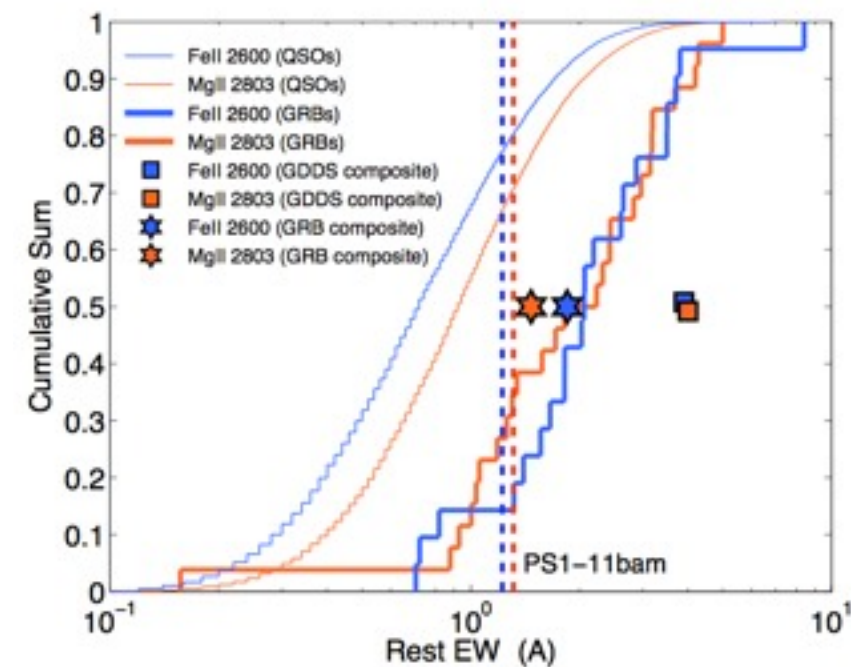 1
0.9
0.8
0.7
0.6
0.5
0.4
0.3
0.2
0.1
0
Cumulative Sum
FeII 2600 (QSOs)
MgII 2803 (QSOs)
FeII 2600 (GRBs)
MgII 2803 (GRBs)
FeII 2600 (GDDS composite)
MgII 2803 (GDDS composite)
FeII 2600 (GRB composite)
MgII 2803 (GRB composite)
PS1-11bam
10⁻¹
10⁰
10¹
Rest EW (A)